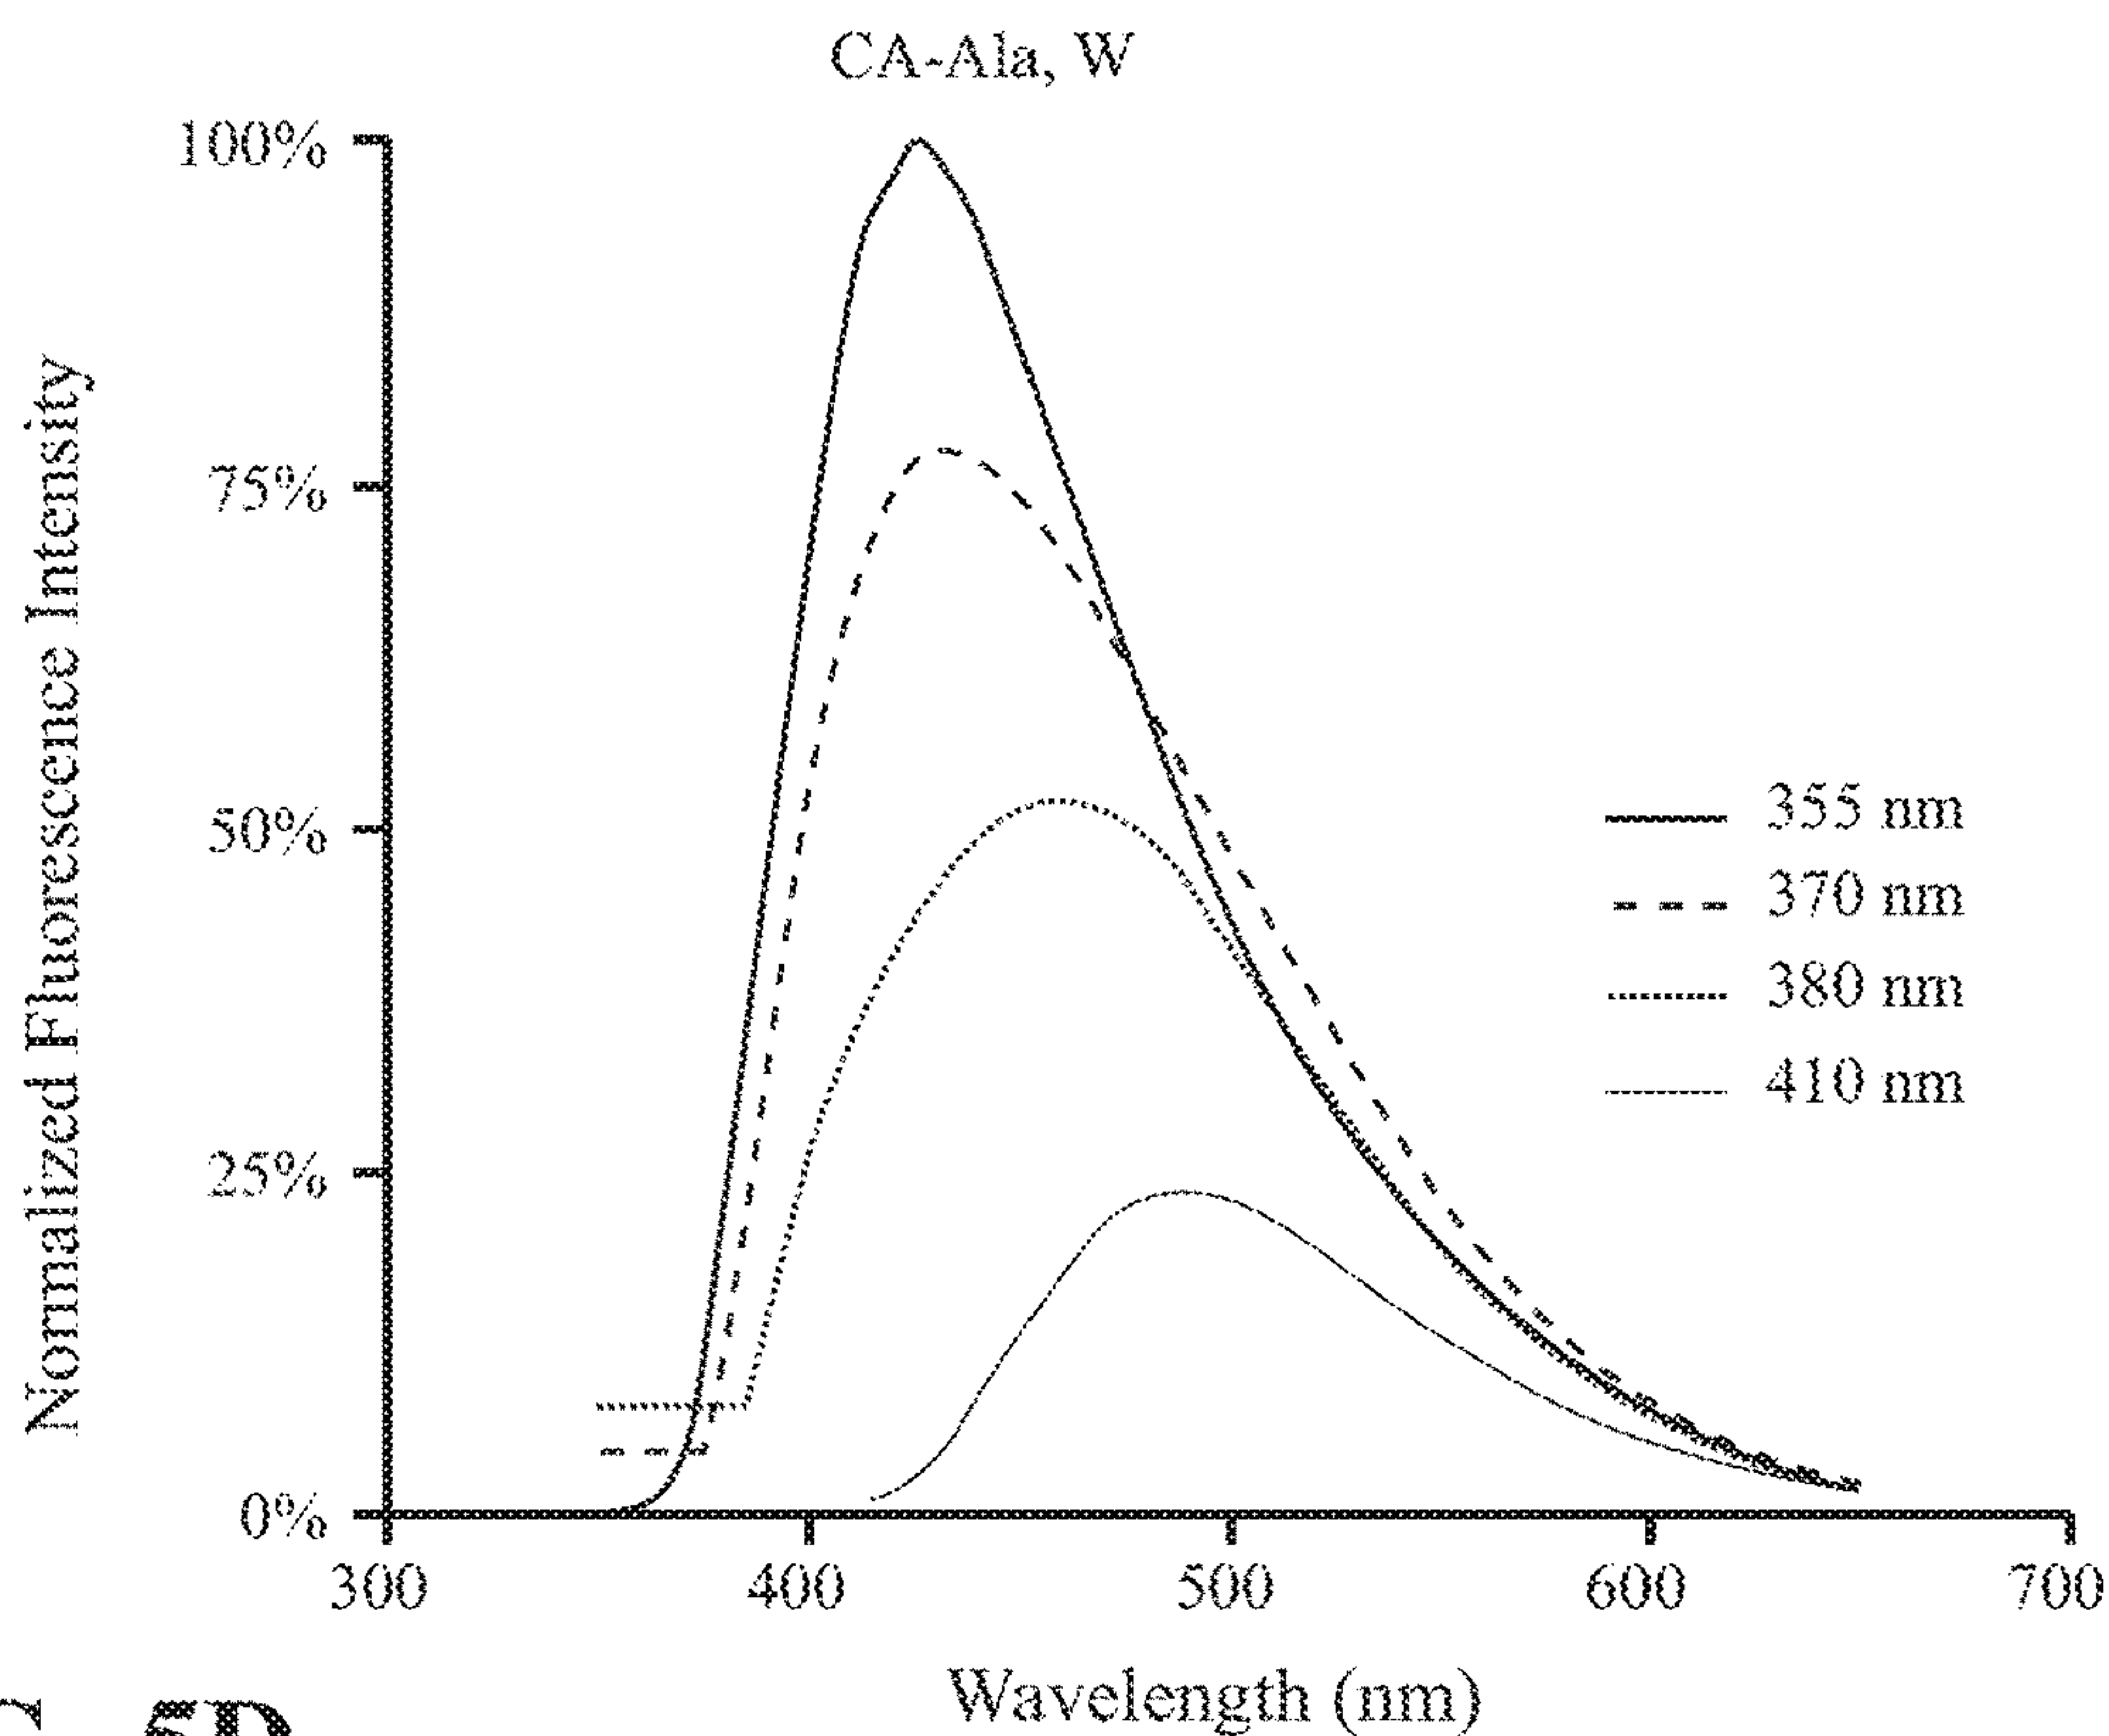 CA-Ala, W
100%
75%
50%
25%
0%
Normalized Fluorescence Intensity
355 nm
370 nm
380 nm
410 nm
300 400 500 600 700
Wavelength (nm)